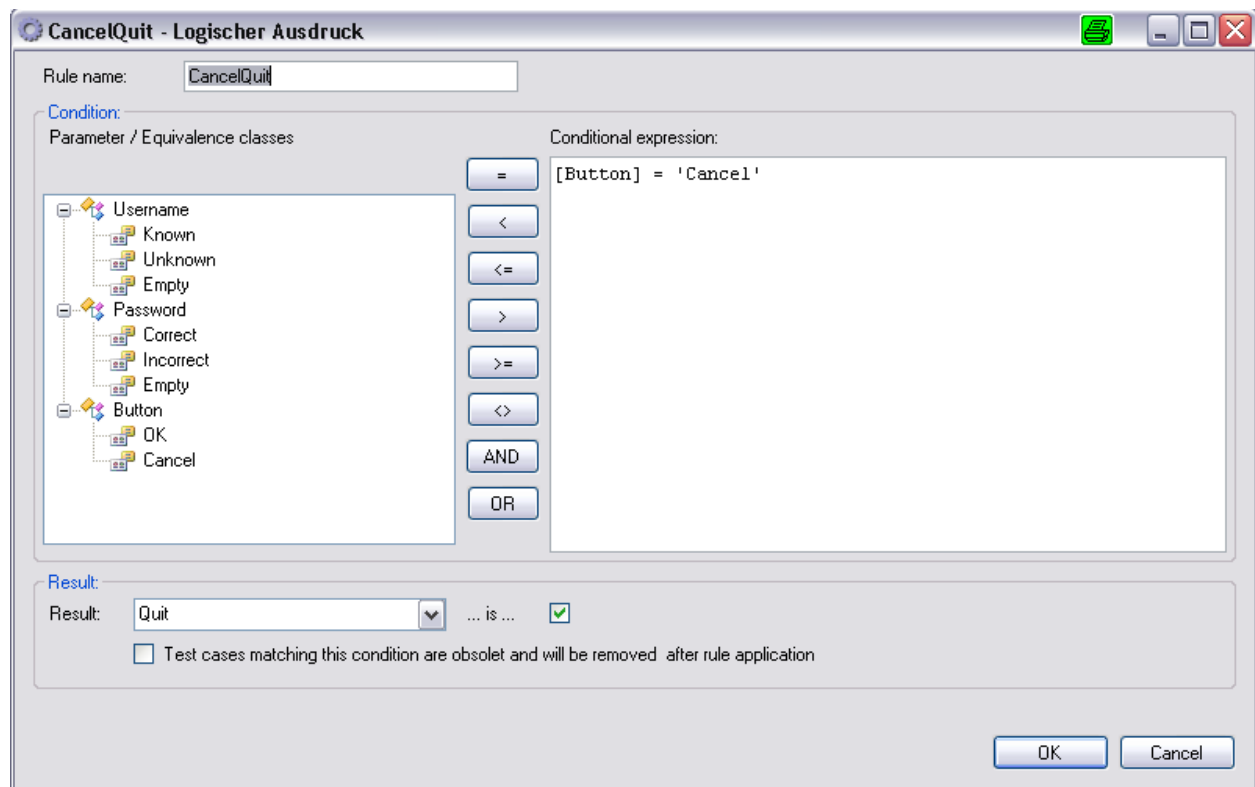 CancelQuit - Logischer Ausdruck
Rule name: CancelQuit
Condition:
Parameter / Equivalence classes
Conditional expression:
=
[Button] = 'Cancel'
Username
<
Known
Unknown
<=
Empty
Password
>
Correct
Incorrect
>=
Empty
Button
<>
OK
Cancel
AND
OR
Result:
Result: Quit ... is ...
Test cases matching this condition are obsolet and will be removed after rule application
OK Cancel